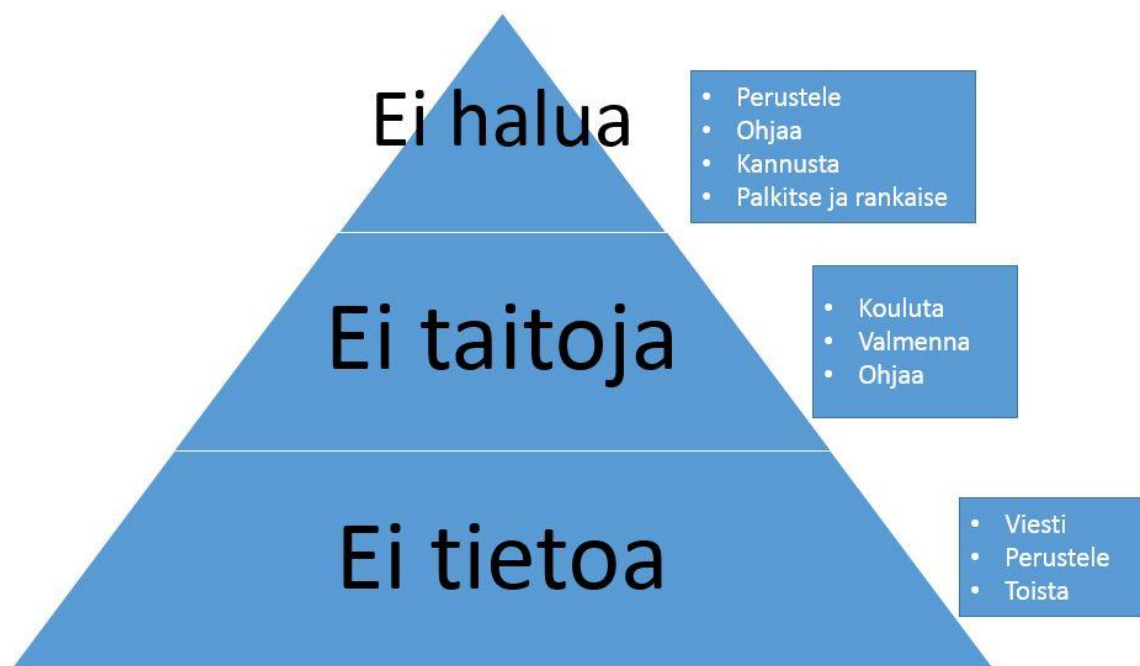 Ei halua
• Perustele
• Ohjaa
• Kannusta
• Palkitse ja rankaise
Ei taitoja
• Kouluta
• Valmenna
• Ohjaa
Ei tietoa
• Viesti
• Perustele
• Toista